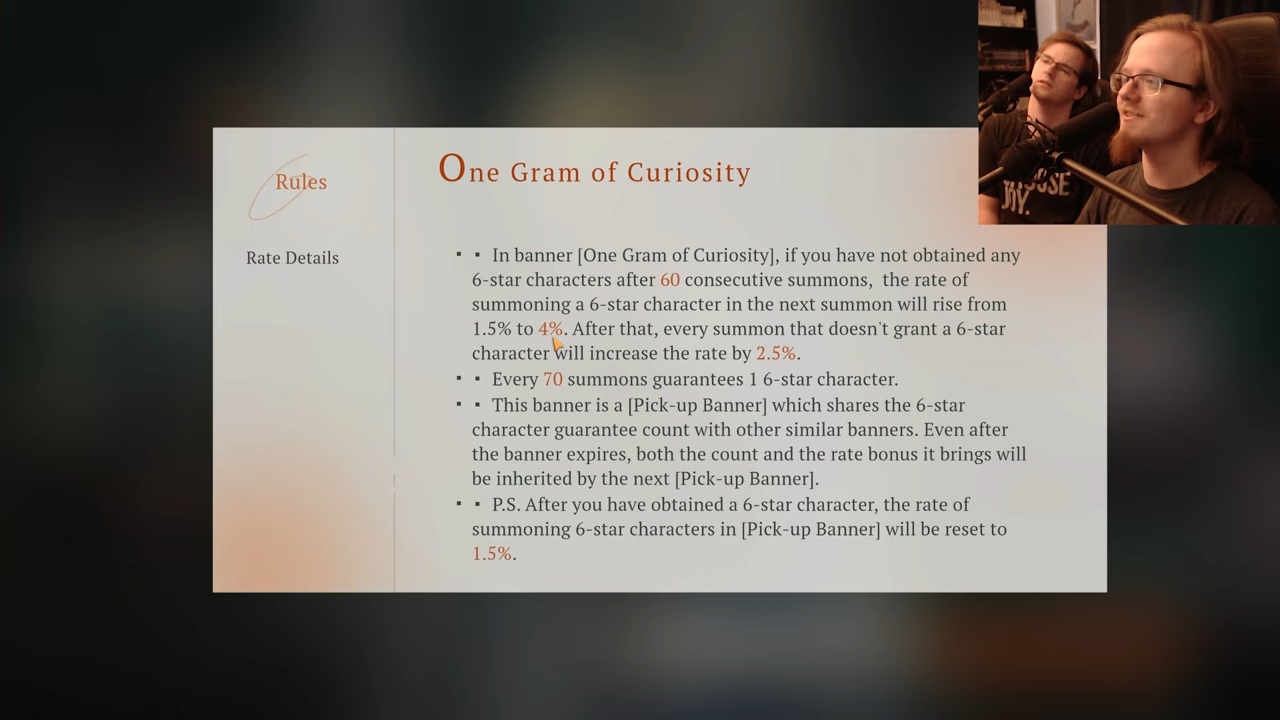 Rules
Rate Details
One Gram of Curiosity
▪ ▪ In banner [One Gram of Curiosity], if you have not obtained any
6-star characters after 60 consecutive summons, the rate of
summoning a 6-star character in the next summon will rise from
1.5% to 4%. After that, every summon that doesn't grant a 6-star
character will increase the rate by 2.5%.
▪ ▪ Every 70 summons guarantees 1 6-star character.
▪ ▪ This banner is a [Pick-up Banner] which shares the 6-star
character guarantee count with other similar banners. Even after
the banner expires, both the count and the rate bonus it brings will
be inherited by the next [Pick-up Banner].
▪ ▪ P.S. After you have obtained a 6-star character, the rate of
summoning 6-star characters in [Pick-up Banner] will be reset to
1.5%.
JOY.